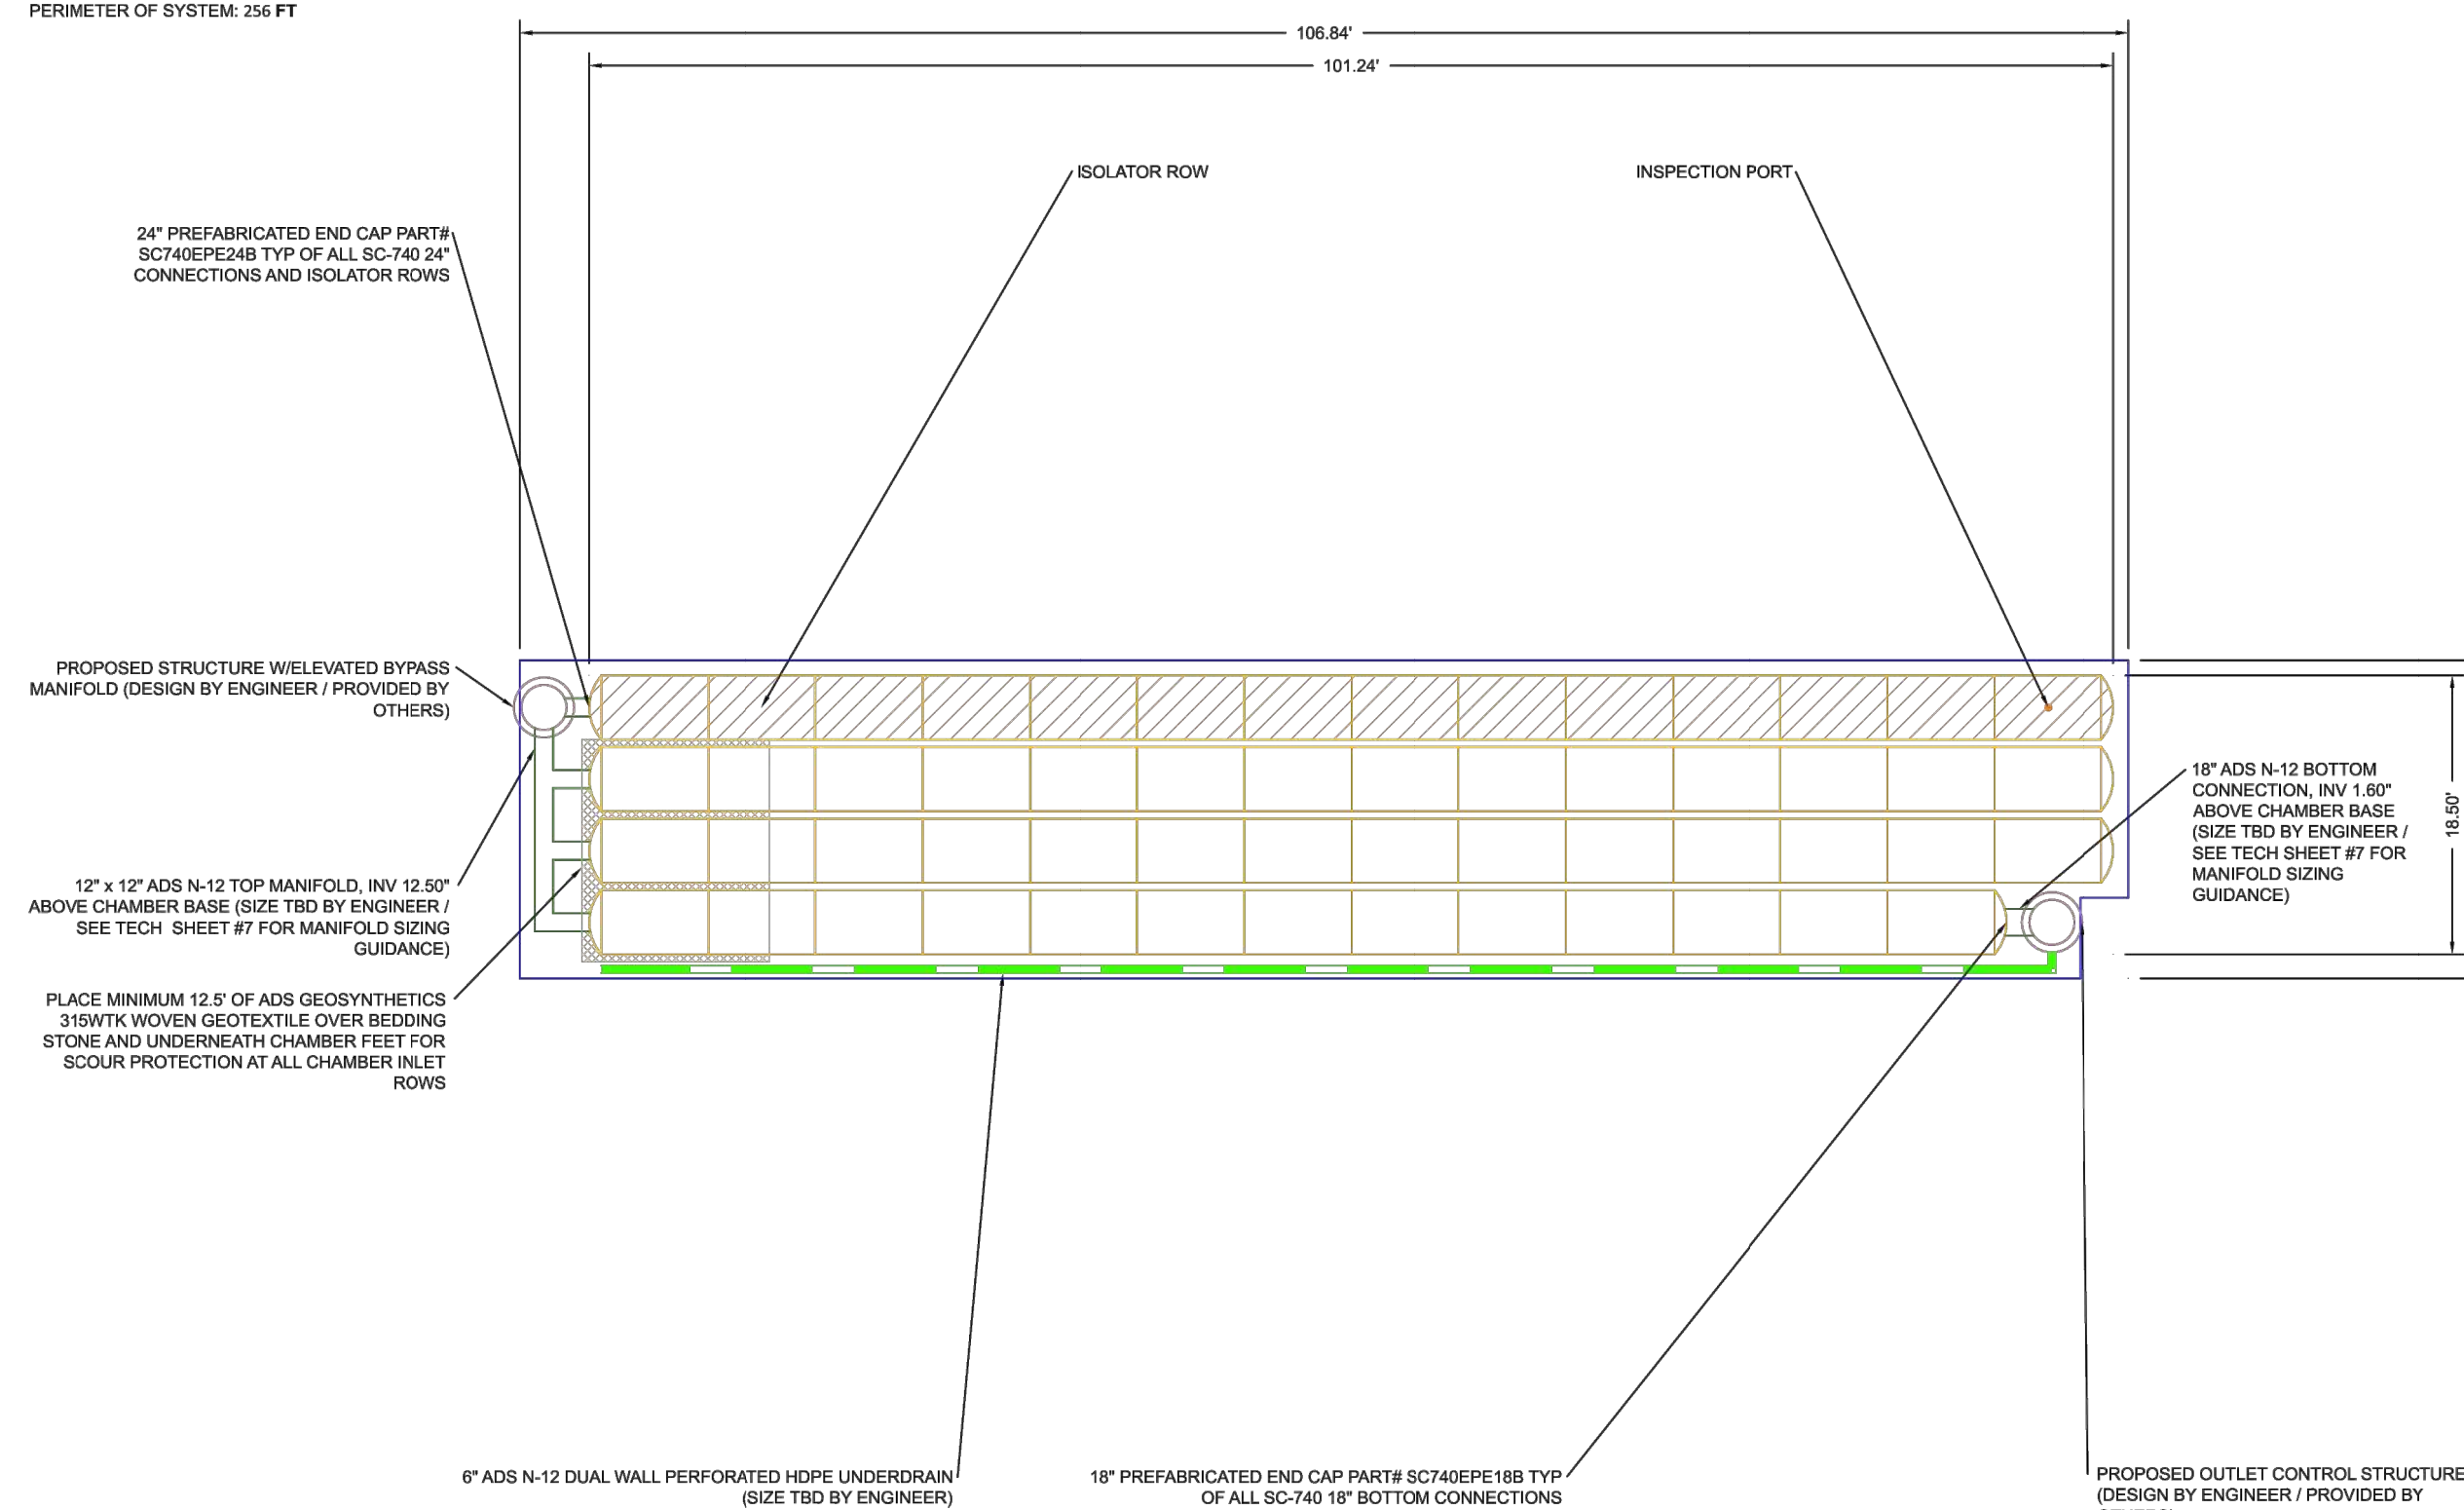 PERIMETER OF SYSTEM: 256 FT
106.84'
101.24'
ISOLATOR ROW
INSPECTION PORT
24" PREFABRICATED END CAP PART#
SC740EPE24B TYP OF ALL SC-740 24"
CONNECTIONS AND ISOLATOR ROWS
PROPOSED STRUCTURE W/ELEVATED BYPASS
MANIFOLD (DESIGN BY ENGINEER / PROVIDED BY
OTHERS)
18" ADS N-12 BOTTOM
CONNECTION, INV 1.60"
ABOVE CHAMBER BASE
(SIZE TBD BY ENGINEER /
SEE TECH SHEET #7 FOR
MANIFOLD SIZING
GUIDANCE)
18.50'
12" x 12" ADS N-12 TOP MANIFOLD, INV 12.50"
ABOVE CHAMBER BASE (SIZE TBD BY ENGINEER /
SEE TECH SHEET #7 FOR MANIFOLD SIZING
GUIDANCE)
PLACE MINIMUM 12.5' OF ADS GEOSYNTHETICS
315WTK WOVEN GEOTEXTILE OVER BEDDING
STONE AND UNDERNEATH CHAMBER FEET FOR
SCOUR PROTECTION AT ALL CHAMBER INLET
ROWS
6" ADS N-12 DUAL WALL PERFORATED HDPE UNDERDRAIN
(SIZE TBD BY ENGINEER)
18" PREFABRICATED END CAP PART# SC740EPE18B TYP
OF ALL SC-740 18" BOTTOM CONNECTIONS
PROPOSED OUTLET CONTROL STRUCTURE
(DESIGN BY ENGINEER / PROVIDED BY